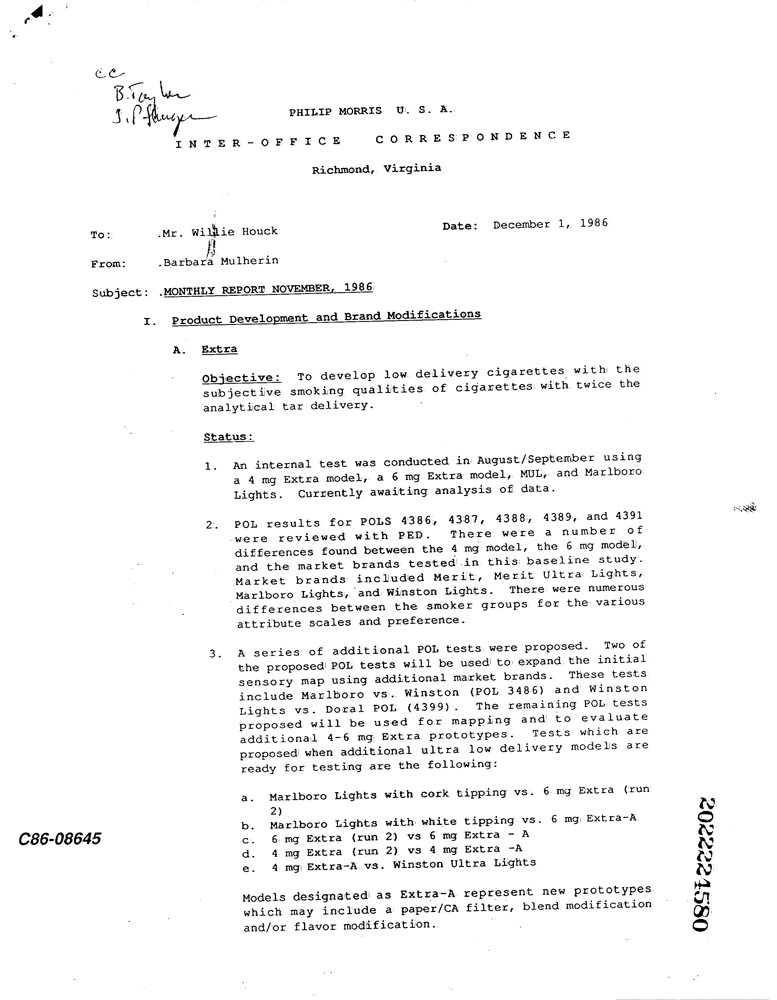 cc
B. Taylor
J. Pflueger
PHILIP MORRIS U. S. A.
INTER-OFFICE CORRESPONDENCE
Richmond, Virginia
To: .Mr. Willie Houck Date: December 1, 1986
From: .Barbara Mulherin
Subject: .MONTHLY REPORT NOVEMBER, 1986
I. Product Development and Brand Modifications
A. Extra
Objective: To develop low delivery cigarettes with the
subjective smoking qualities of cigarettes with twice the
analytical tar delivery.
Status:
1. An internal test was conducted in August/September using
a 4 mg Extra model, a 6 mg Extra model, MUL, and Marlboro
Lights. Currently awaiting analysis of data.
2. POL results for POLS 4386, 4387, 4388, 4389, and 4391
were reviewed with PED. There were a number of
differences found between the 4 mg model, the 6 mg model,
and the market brands tested in this baseline study.
Market brands included Merit, Merit Ultra Lights,
Marlboro Lights, and Winston Lights. There were numerous
differences between the smoker groups for the various
attribute scales and preference.
3. A series of additional POL tests were proposed. Two of
the proposed POL tests will be used to expand the initial
sensory map using additional market brands. These tests
include Marlboro vs. Winston (POL 3486) and Winston
Lights vs. Doral POL (4399). The remaining POL tests
proposed will be used for mapping and to evaluate
additional 4-6 mg Extra prototypes. Tests which are
proposed when additional ultra low delivery models are
ready for testing are the following:
a. Marlboro Lights with cork tipping vs. 6 mg Extra (run
2)
b. Marlboro Lights with white tipping vs. 6 mg Extra-A
c. 6 mg Extra (run 2) vs 6 mg Extra - A
d. 4 mg Extra (run 2) vs 4 mg Extra -A
e. 4 mg Extra-A vs. Winston Ultra Lights
Models designated as Extra-A represent new prototypes
which may include a paper/CA filter, blend modification
and/or flavor modification.
C86-08645
2022224580